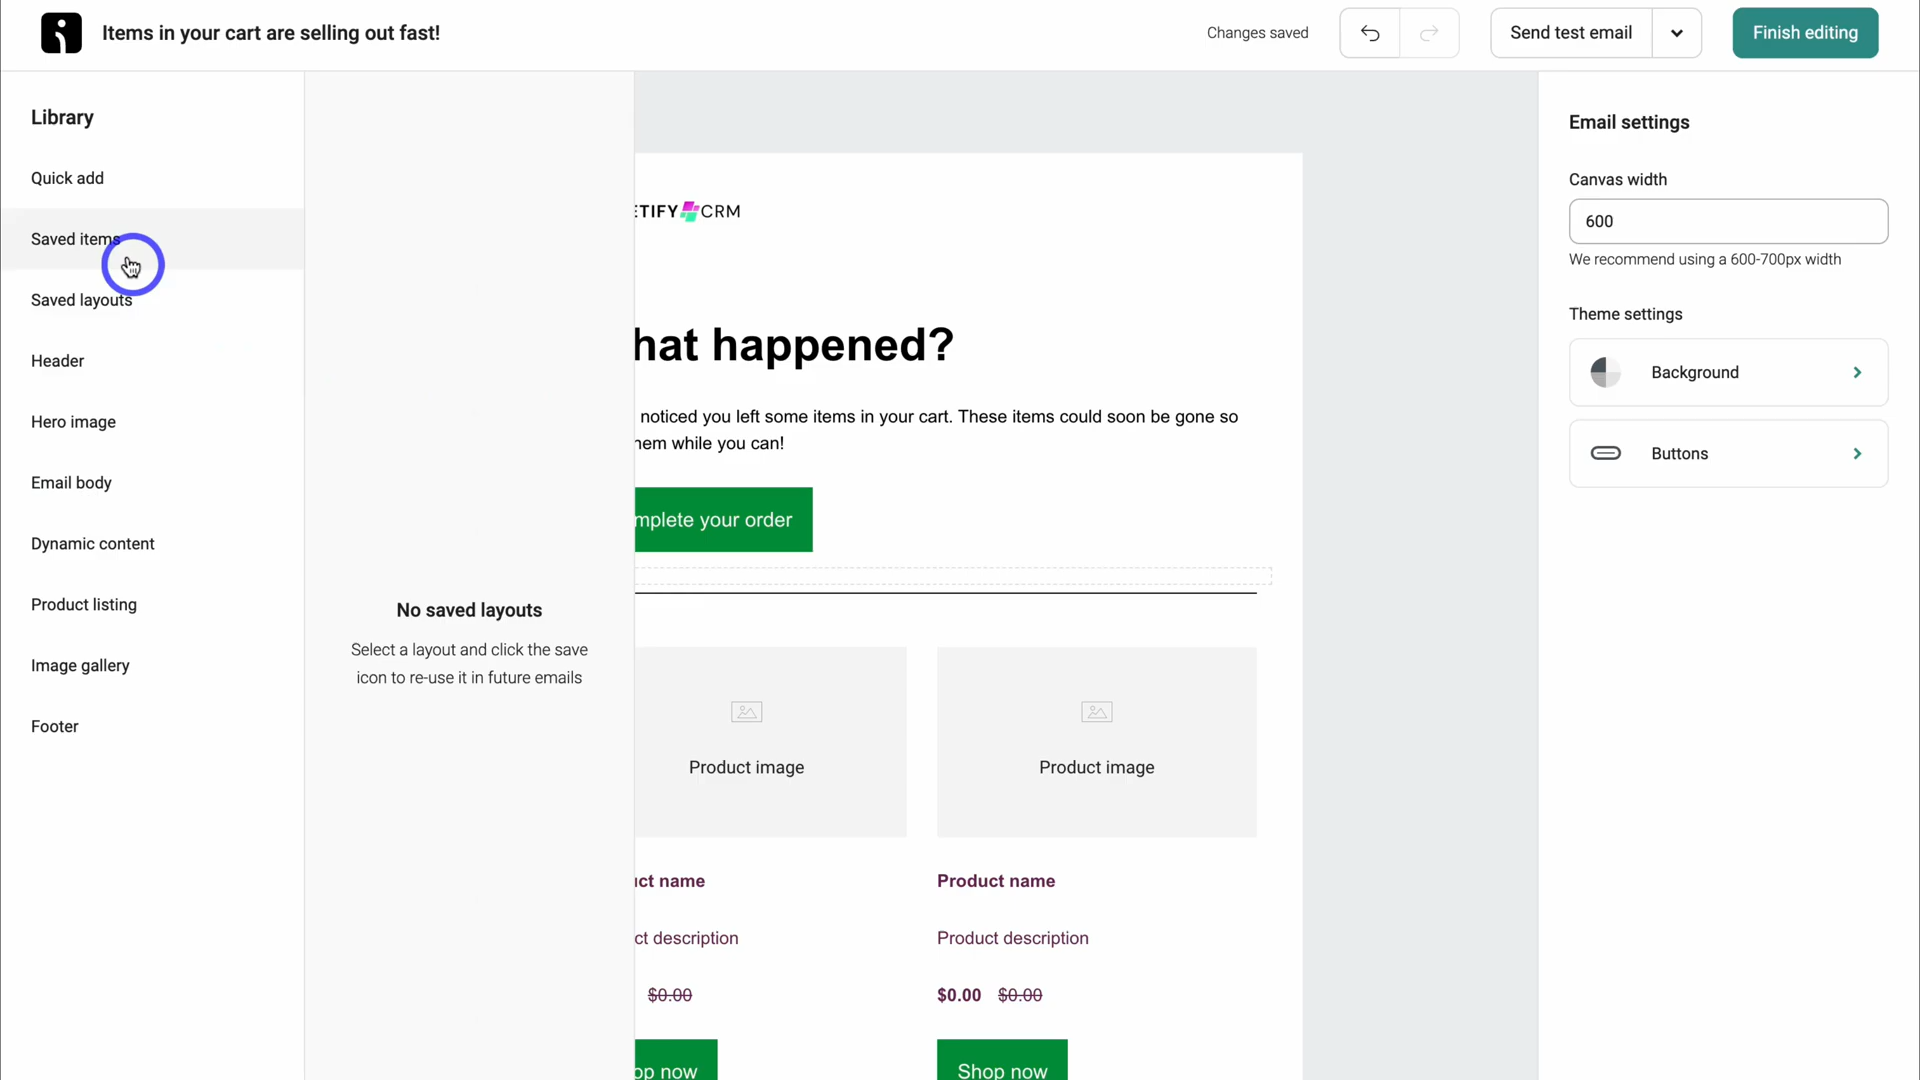 Items in your cart are selling out fast!
Changes saved
Send test email
Finish editing
Library
Quick add
Saved items
Saved layouts
Header
Hero image
Email body
Dynamic content
Product listing
Image gallery
Footer
No saved layouts
Select a layout and click the save
icon to re-use it in future emails
ETIFY CRM
hat happened?
noticed you left some items in your cart. These items could soon be gone so
hem while you can!
mplete your order
Product image
Product image
uct name
Product name
ct description
Product description
$0.00
$0.00 $0.00
op now
Shop now
Email settings
Canvas width
600
We recommend using a 600-700px width
Theme settings
Background
Buttons